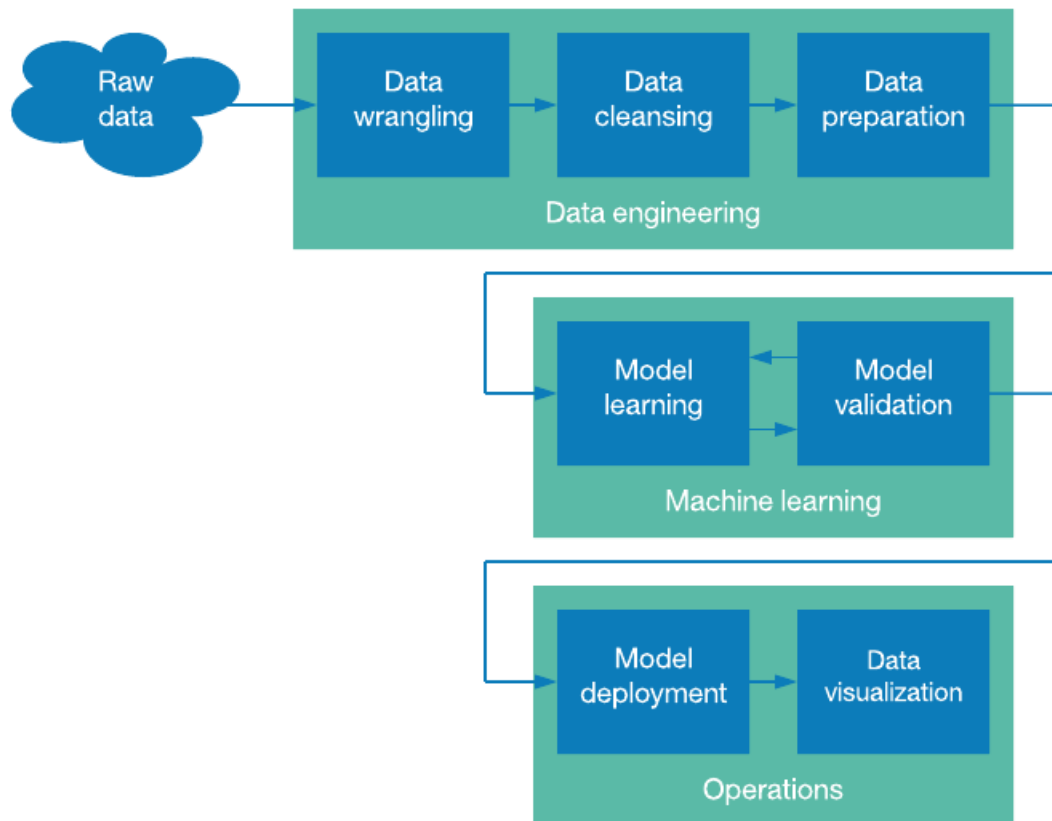 Raw
data
Data
wrangling
Data
cleansing
Data
preparation
Data engineering
Model
learning
Model
validation
Machine learning
Model
deployment
Data
visualization
Operations